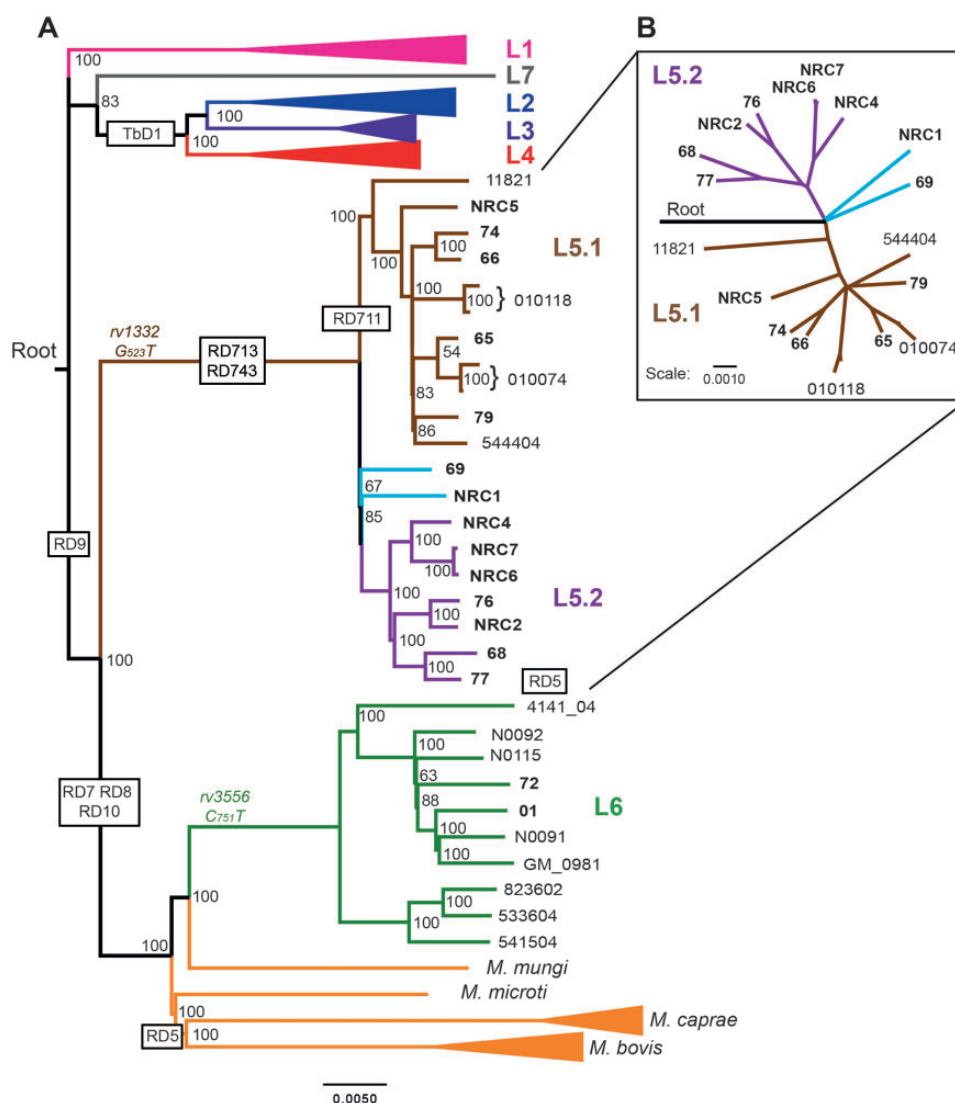 A
L1
100
L7
83
L2
TbD1
100
L3
100
L4
11821
100
NRC5
100
74
100
L5.1
66
100
100 } 010118
RD711
rv1332
G523T
65
Root
RD713
RD743
54
100 } 010074
83
79
86
544404
69
67
NRC1
85
NRC4
100
RD9
NRC7
100
NRC6
100
L5.2
76
100
NRC2
100
68
100
77
100
RD5
4141_04
100
N0092
100
N0115
RD7 RD8
RD10
63
72
rv3556
C751T
88
01
L6
100
N0091
100
GM_0981
823602
100
100
533604
100
541504
100
M. mungi
M. microti
100
M. caprae
RD5
100
M. bovis
0.0050
B
L5.2
NRC7
NRC6
76
NRC4
NRC2
NRC1
68
69
77
Root
11821
544404
79
NRC5
L5.1
74
65
66
010074
Scale:
0.0010
010118